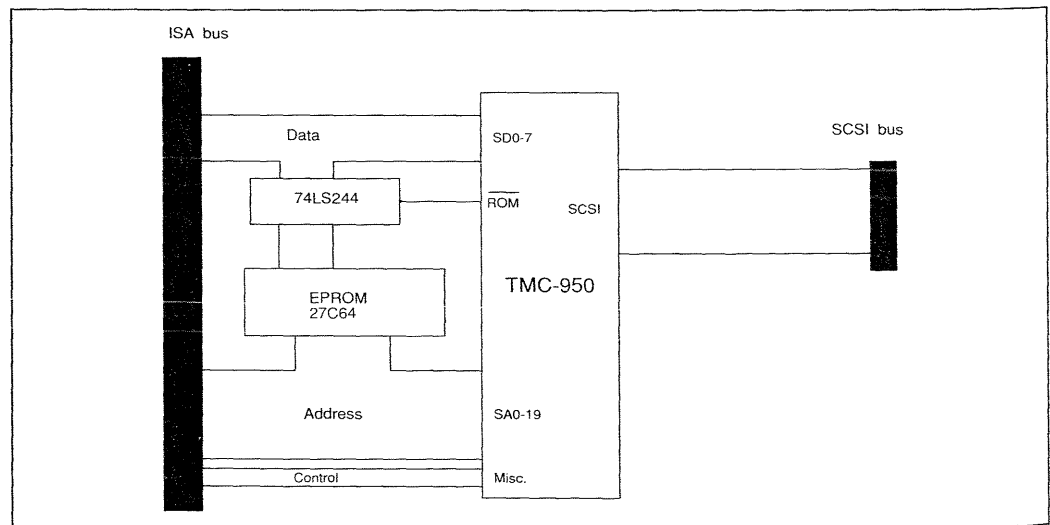 ISA bus
Data
SD0-7
SCSI bus
74LS244
ROM
SCSI
TMC-950
EPROM
27C64
Address
SA0-19
Control
Misc.